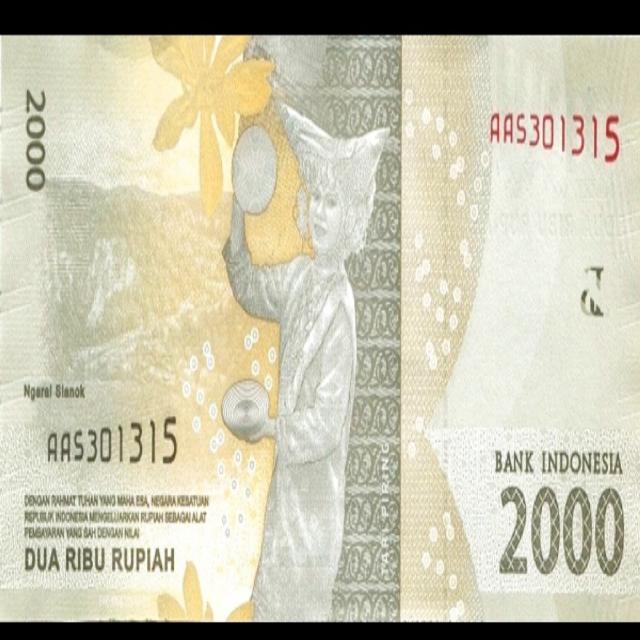 2000
AAS301315
Ngarai Sianok
AAS301315
DENGAN RAHMAT TUHAN YANG MAHA ESA, NEGARA KESATUAN
REPUBLIK INDONESIA MENGELUARKAN RUPIAH SEBAGAI ALAT
PEMBAYARAN YANG SAH DENGAN NILAI
DUA RIBU RUPIAH
BANK INDONESIA
2000